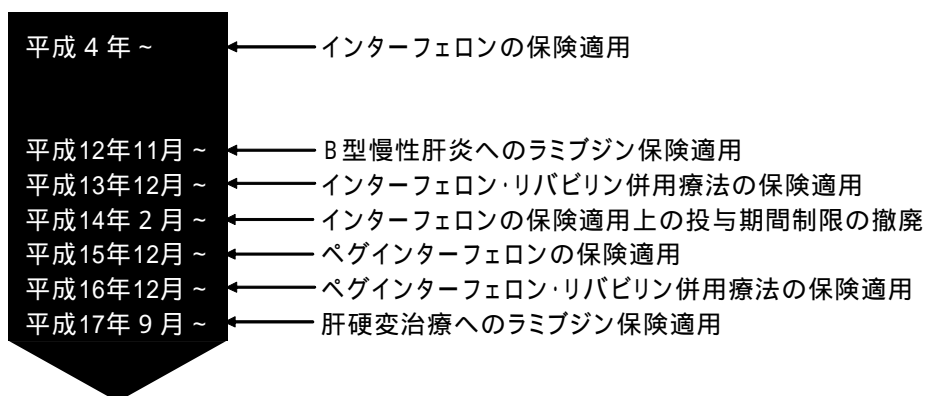 平成4年~ インターフェロンの保険適用
平成12年11月~ B型慢性肝炎へのラミブジン保険適用
平成13年12月~ インターフェロン・リバビリン併用療法の保険適用
平成14年2月~ インターフェロンの保険適用上の投与期間制限の撤廃
平成15年12月~ ペグインターフェロンの保険適用
平成16年12月~ ペグインターフェロン・リバビリン併用療法の保険適用
平成17年9月~ 肝硬変治療へのラミブジン保険適用